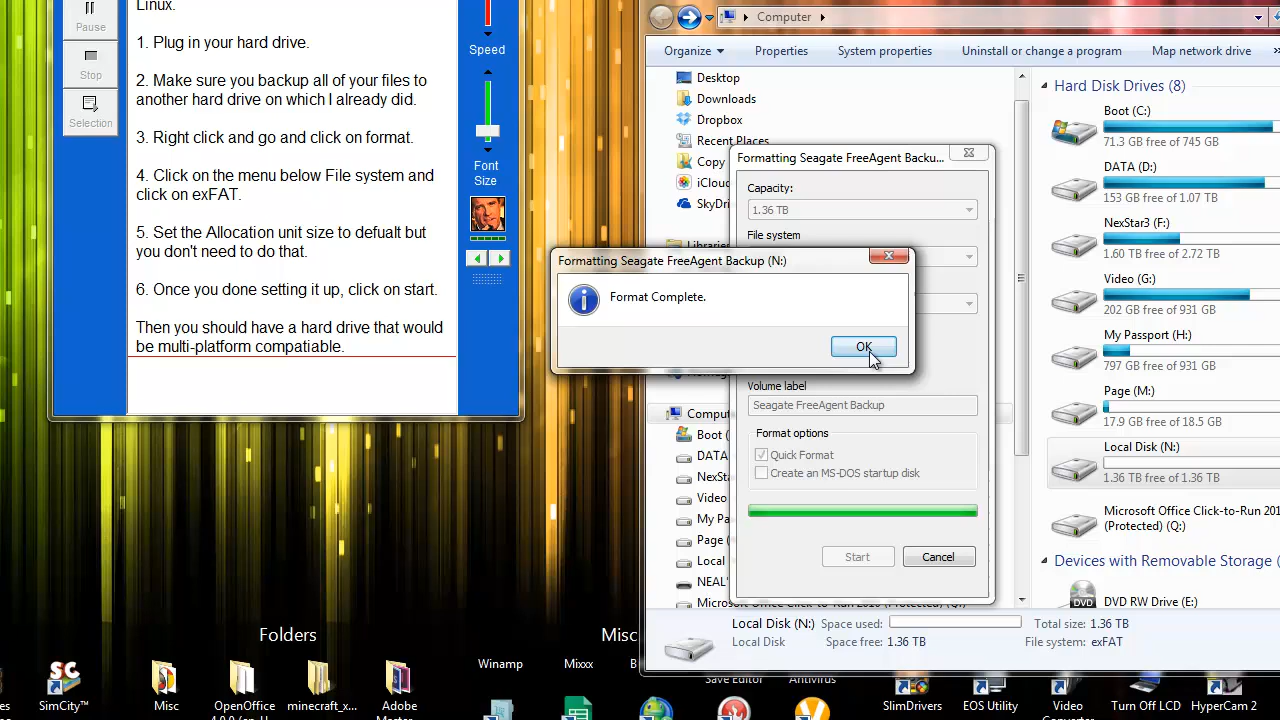 Linux.
Pause
Stop
Selection
1. Plug in your hard drive.
2. Make sure you backup all of your files to
another hard drive on which I already did.
3. Right click and go and click on format.
4. Click on the menu below File system and
click on exFAT.
5. Set the Allocation unit size to defualt but
you don't need to do that.
6. Once you done setting it up, click on start.
Then you should have a hard drive that would
be multi-platform compatiable.
Speed
Font
Size
Computer
Organize
Properties
System properties
Uninstall or change a program
Map network drive
Desktop
Downloads
Dropbox
Recent Places
Copy
iCloud
SkyDri
Libraries
Comput
Boot (
DATA
NexSta
Video
My Pa
Page (
Local
NEAL'
Microsoft Office Click-to-Run 2010 (Protected) (Q:)
Formatting Seagate FreeAgent Backu...
Capacity:
1.36 TB
File system
Formatting Seagate FreeAgent Backup (N:)
Format Complete.
OK
Volume label
Seagate FreeAgent Backup
Format options
Quick Format
Create an MS-DOS startup disk
Start
Cancel
Hard Disk Drives (8)
Boot (C:)
71.3 GB free of 745 GB
DATA (D:)
153 GB free of 1.07 TB
NexStar3 (F:)
1.60 TB free of 2.72 TB
Video (G:)
202 GB free of 931 GB
My Passport (H:)
797 GB free of 931 GB
Page (M:)
17.9 GB free of 18.5 GB
Local Disk (N:)
1.36 TB free of 1.36 TB
Microsoft Office Click-to-Run 201
(Protected) (Q:)
Devices with Removable Storage (
DVD RW Drive (E:)
DVD
Local Disk (N:)
Space used:
Total size: 1.36 TB
Local Disk
Space free: 1.36 TB
File system: exFAT
Folders
Misc
SC
SimCity™
Misc
OpenOffice
minecraft_x...
Adobe
Winamp
Mixxx
Save Editor
Antivirus
SlimDrivers
EOS Utility
Video
Turn Off LCD
HyperCam 2